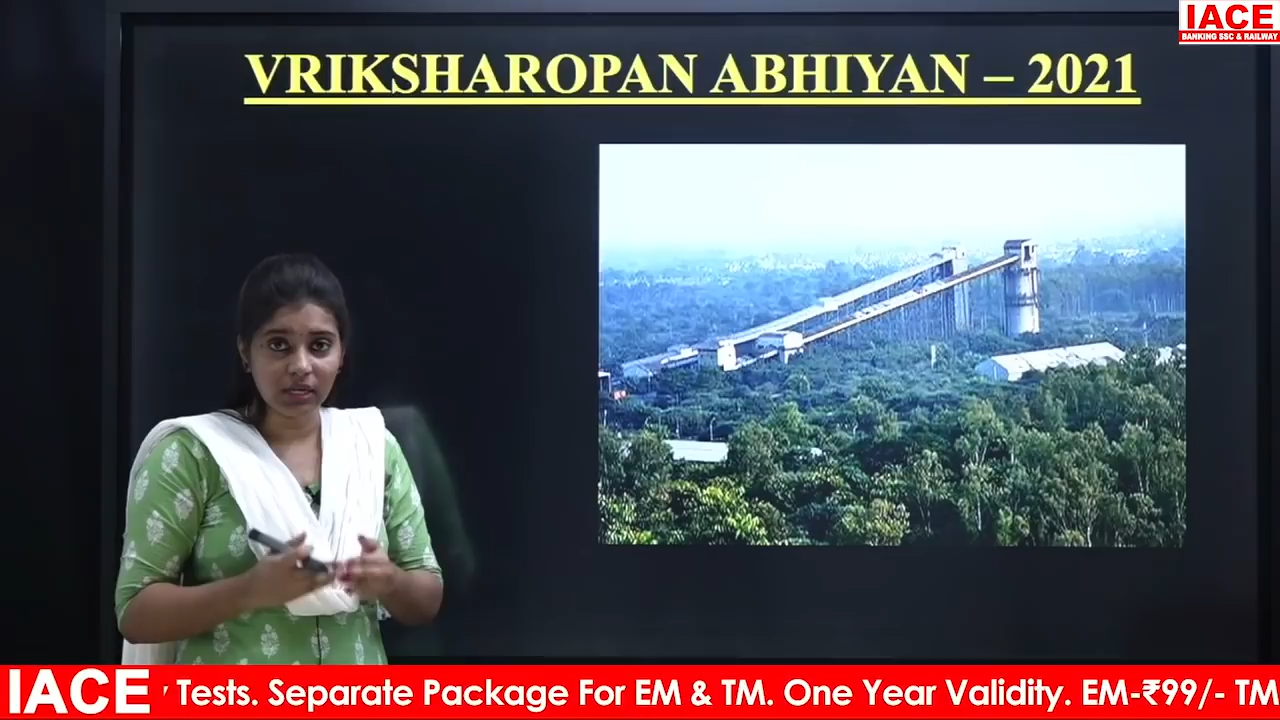 IACE
BANKING SSC & RAILWAY
VRIKSHAROPAN ABHIYAN – 2021
IACE Tests. Separate Package For EM & TM. One Year Validity. EM-₹99/- TM